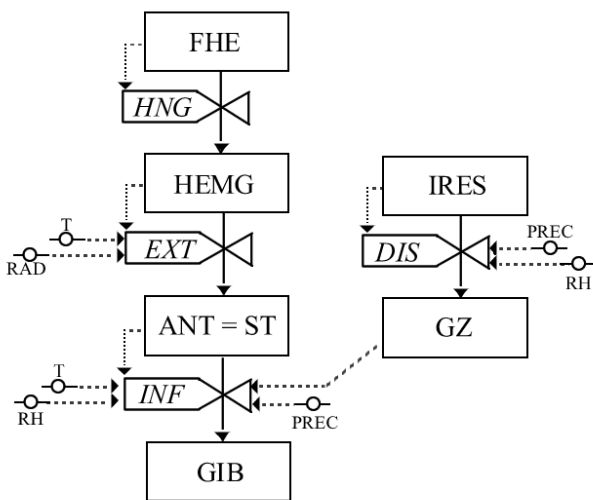 FHE
HNG
HEMG
IRES
T
EXT
RAD
DIS
PREC
RH
ANT = ST
GZ
T
INF
RH
PREC
GIB